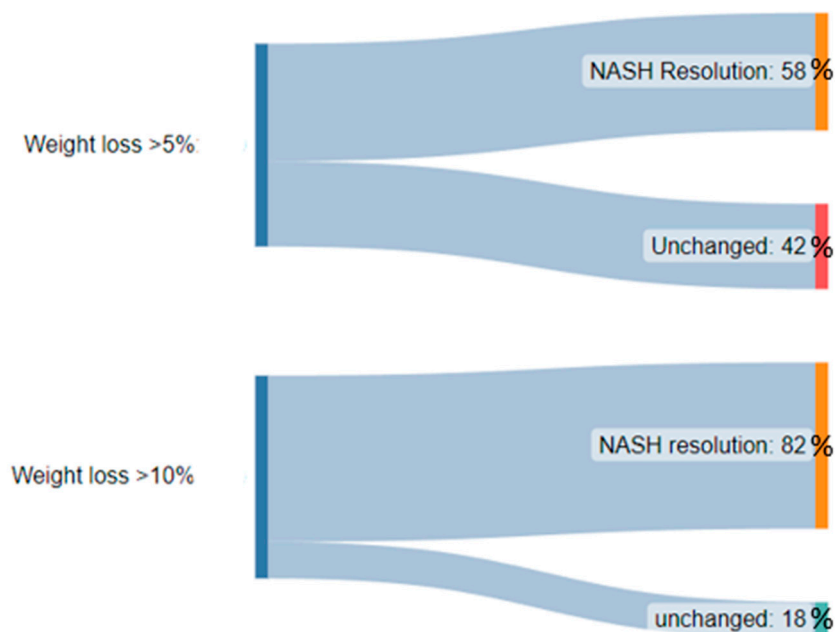 NASH Resolution: 58 %
Weight loss >5%:
Unchanged: 42 %
NASH resolution: 82 %
Weight loss >10%
unchanged: 18 %